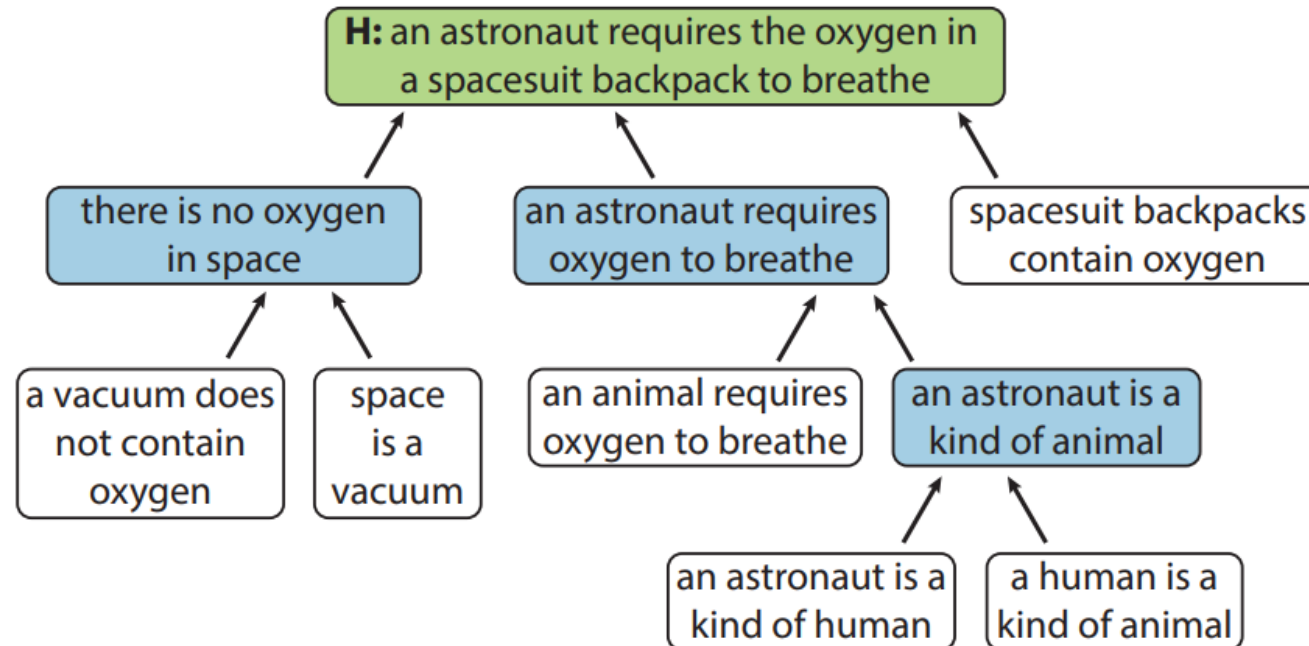 H: an astronaut requires the oxygen in
a spacesuit backpack to breathe
there is no oxygen
in space
an astronaut requires
oxygen to breathe
spacesuit backpacks
contain oxygen
a vacuum does
not contain
oxygen
space
is a
vacuum
an animal requires
oxygen to breathe
an astronaut is a
kind of animal
an astronaut is a
kind of human
a human is a
kind of animal